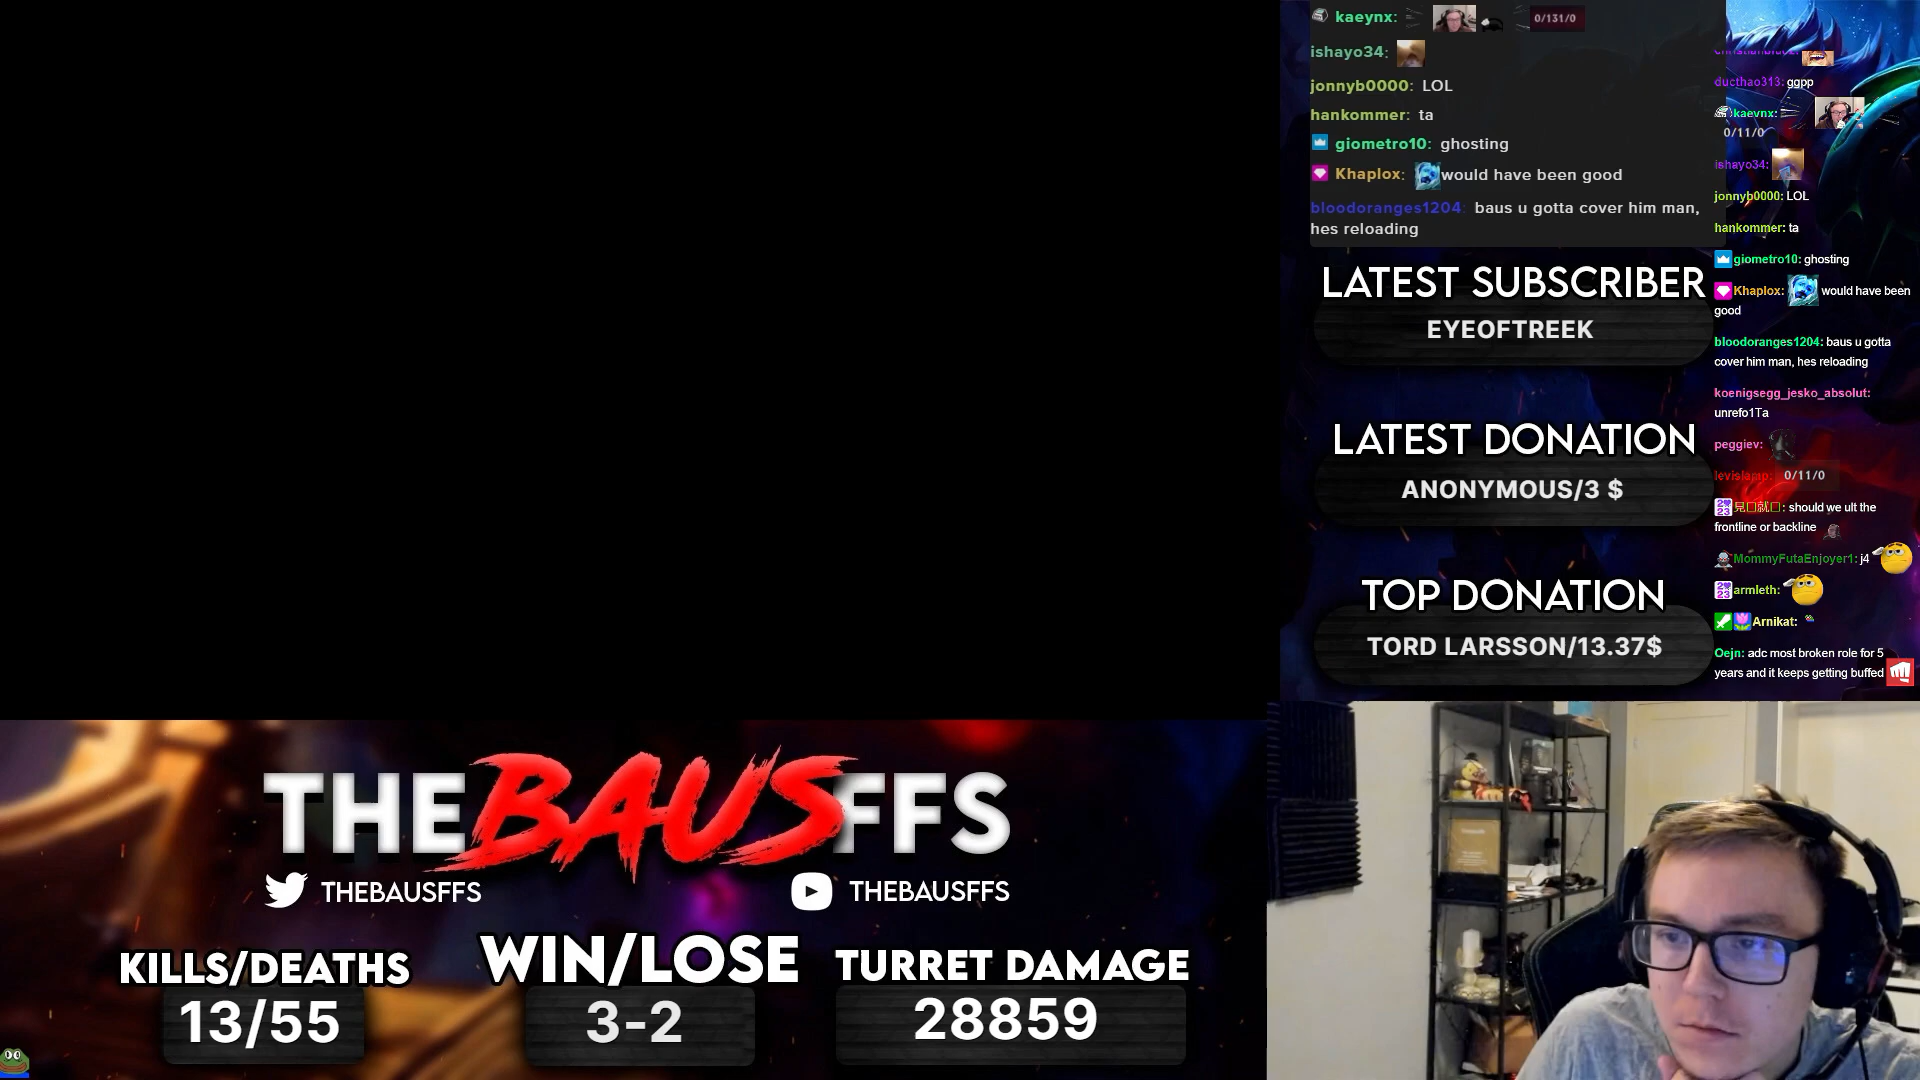 kaeynx: 0/131/0
ishayo34:
jonnyb0000: LOL
hankommer: ta
giometro10: ghosting
Khaplox: would have been good
bloodoranges1204: baus u gotta cover him man,
hes reloading
LATEST SUBSCRIBER
EYEOFTREEK
LATEST DONATION
ANONYMOUS/3 $
TOP DONATION
TORD LARSSON/13.37$
ducthao313: ggpp
kaeynx:
0/11/0
ishayo34:
jonnyb0000: LOL
hankommer: ta
giometro10: ghosting
Khaplox: would have been
good
bloodoranges1204: baus u gotta
cover him man, hes reloading
koenigsegg_jesko_absolut:
unrefo1Ta
peggiev:
0/11/0
2023 見 就 : should we ult the
frontline or backline
MommyFutaEnjoyer1: j4
2023 armleth:
Arnikat:
Oejn: adc most broken role for 5
years and it keeps getting buffed
THEBAUSFFS
THEBAUSFFS
THEBAUSFFS
KILLS/DEATHS
13/55
WIN/LOSE
3-2
TURRET DAMAGE
28859